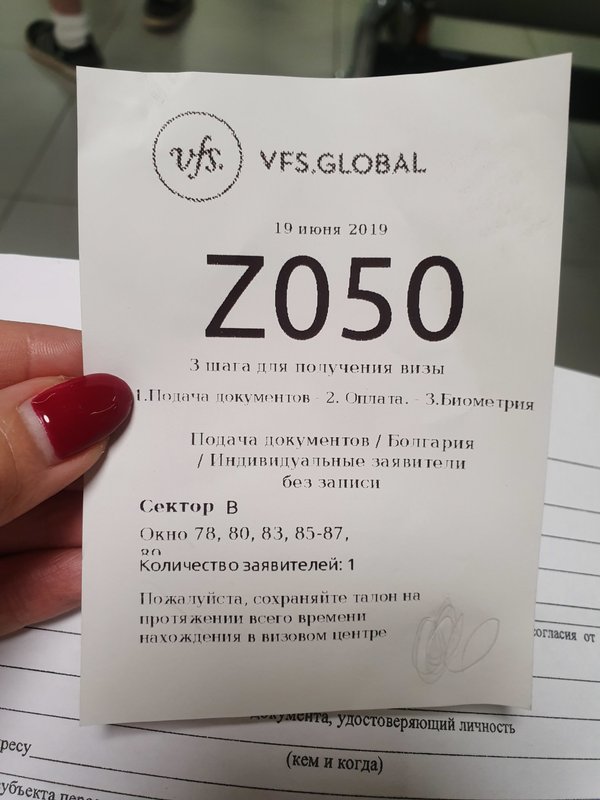 vfs. VFS.GLOBAL
19 июня 2019
Z050
3 шага для получения визы
1.Подача документов - 2. Оплата. - 3.Биометрия
Подача документов / Болгария
/ Индивидуальные заявители
без записи
Сектор B
Окно 78, 80, 83, 85-87,
Количество заявителей: 1
Пожалуйста, сохраняйте талон на
протяжении всего времени
нахождения в визовом центре
согласия от
документа, удостоверяющий личность
(кем и когда)